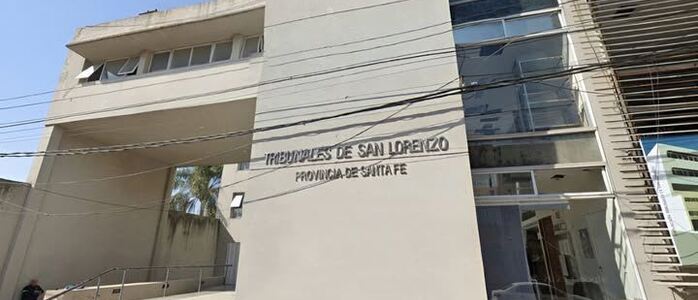 TRIBUNALES DE SAN LORENZO
PROVINCIA DE SANTA FE